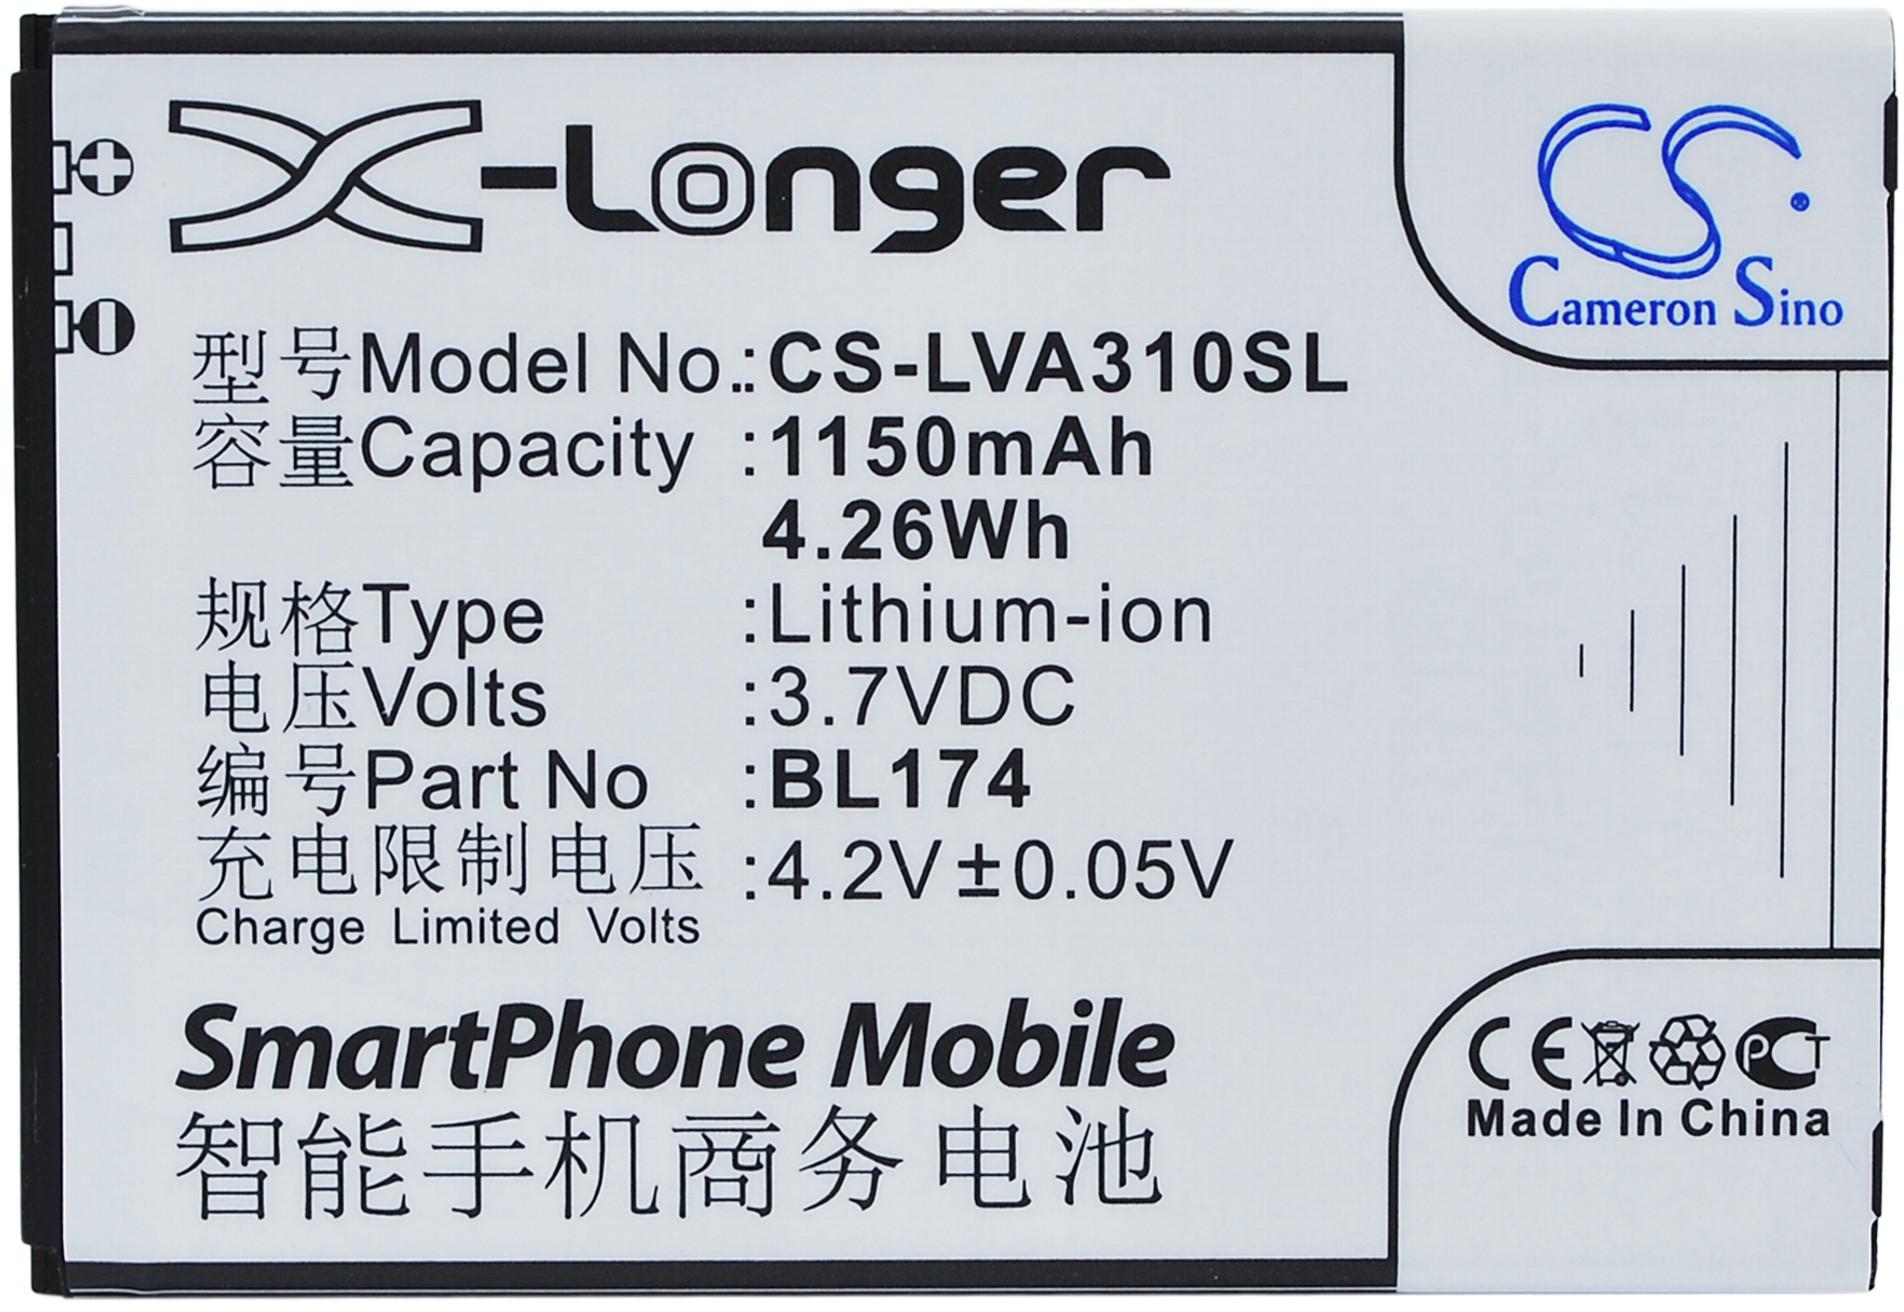 X-Longer
CS.
Cameron Sino
型号Model No.:CS-LVA310SL
容量Capacity :1150mAh
4.26Wh
规格Type :Lithium-ion
电压Volts :3.7VDC
编号Part No :BL174
充电限制电压 :4.2V±0.05V
Charge Limited Volts
SmartPhone Mobile
智能手机商务电池
CE PCT
Made In China